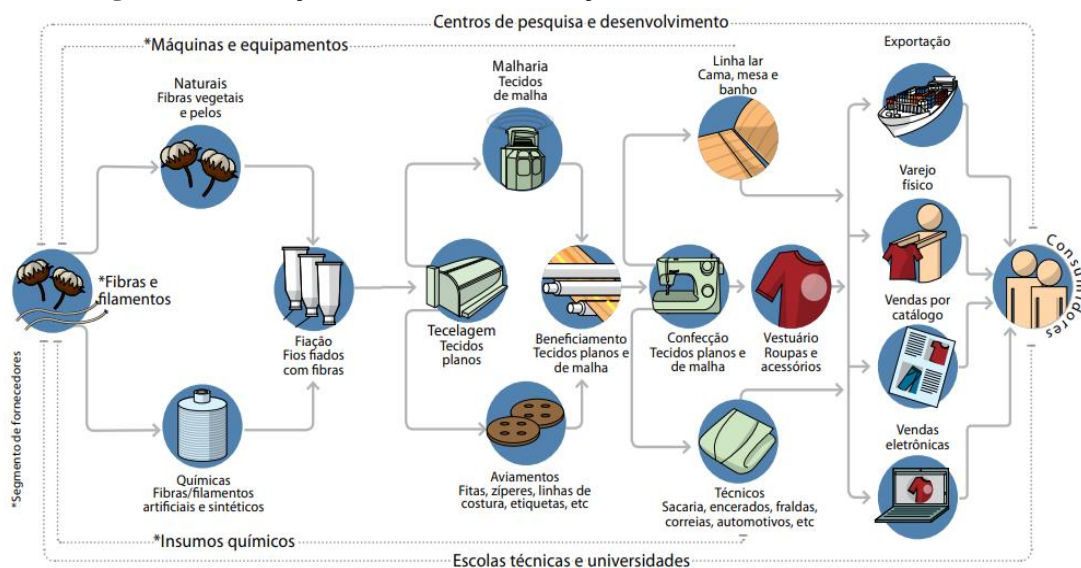 Centros de pesquisa e desenvolvimento
*Máquinas e equipamentos
Naturais
Fibras vegetais
e pelos
Malharia
Tecidos
de malha
Linha lar
Cama, mesa e
banho
Exportação
*Fibras e
filamentos
Fiação
Fios fiados
com fibras
Tecelagem
Tecidos
planos
Beneficiamento
Tecidos planos e
de malha
Confecção
Tecidos planos e
de malha
Vestuário
Roupas e
acessórios
Varejo
físico
Vendas por
catálogo
Consumidores
Químicas
Fibras/filamentos
artificiais e sintéticos
Aviamentos
Fitas, zíperes, linhas de
costura, etiquetas, etc
Técnicos
Sacaria, encerados, fraldas,
correias, automotivos, etc
Vendas
eletrônicas
*Segmento de fornecedores
*Insumos químicos
Escolas técnicas e universidades